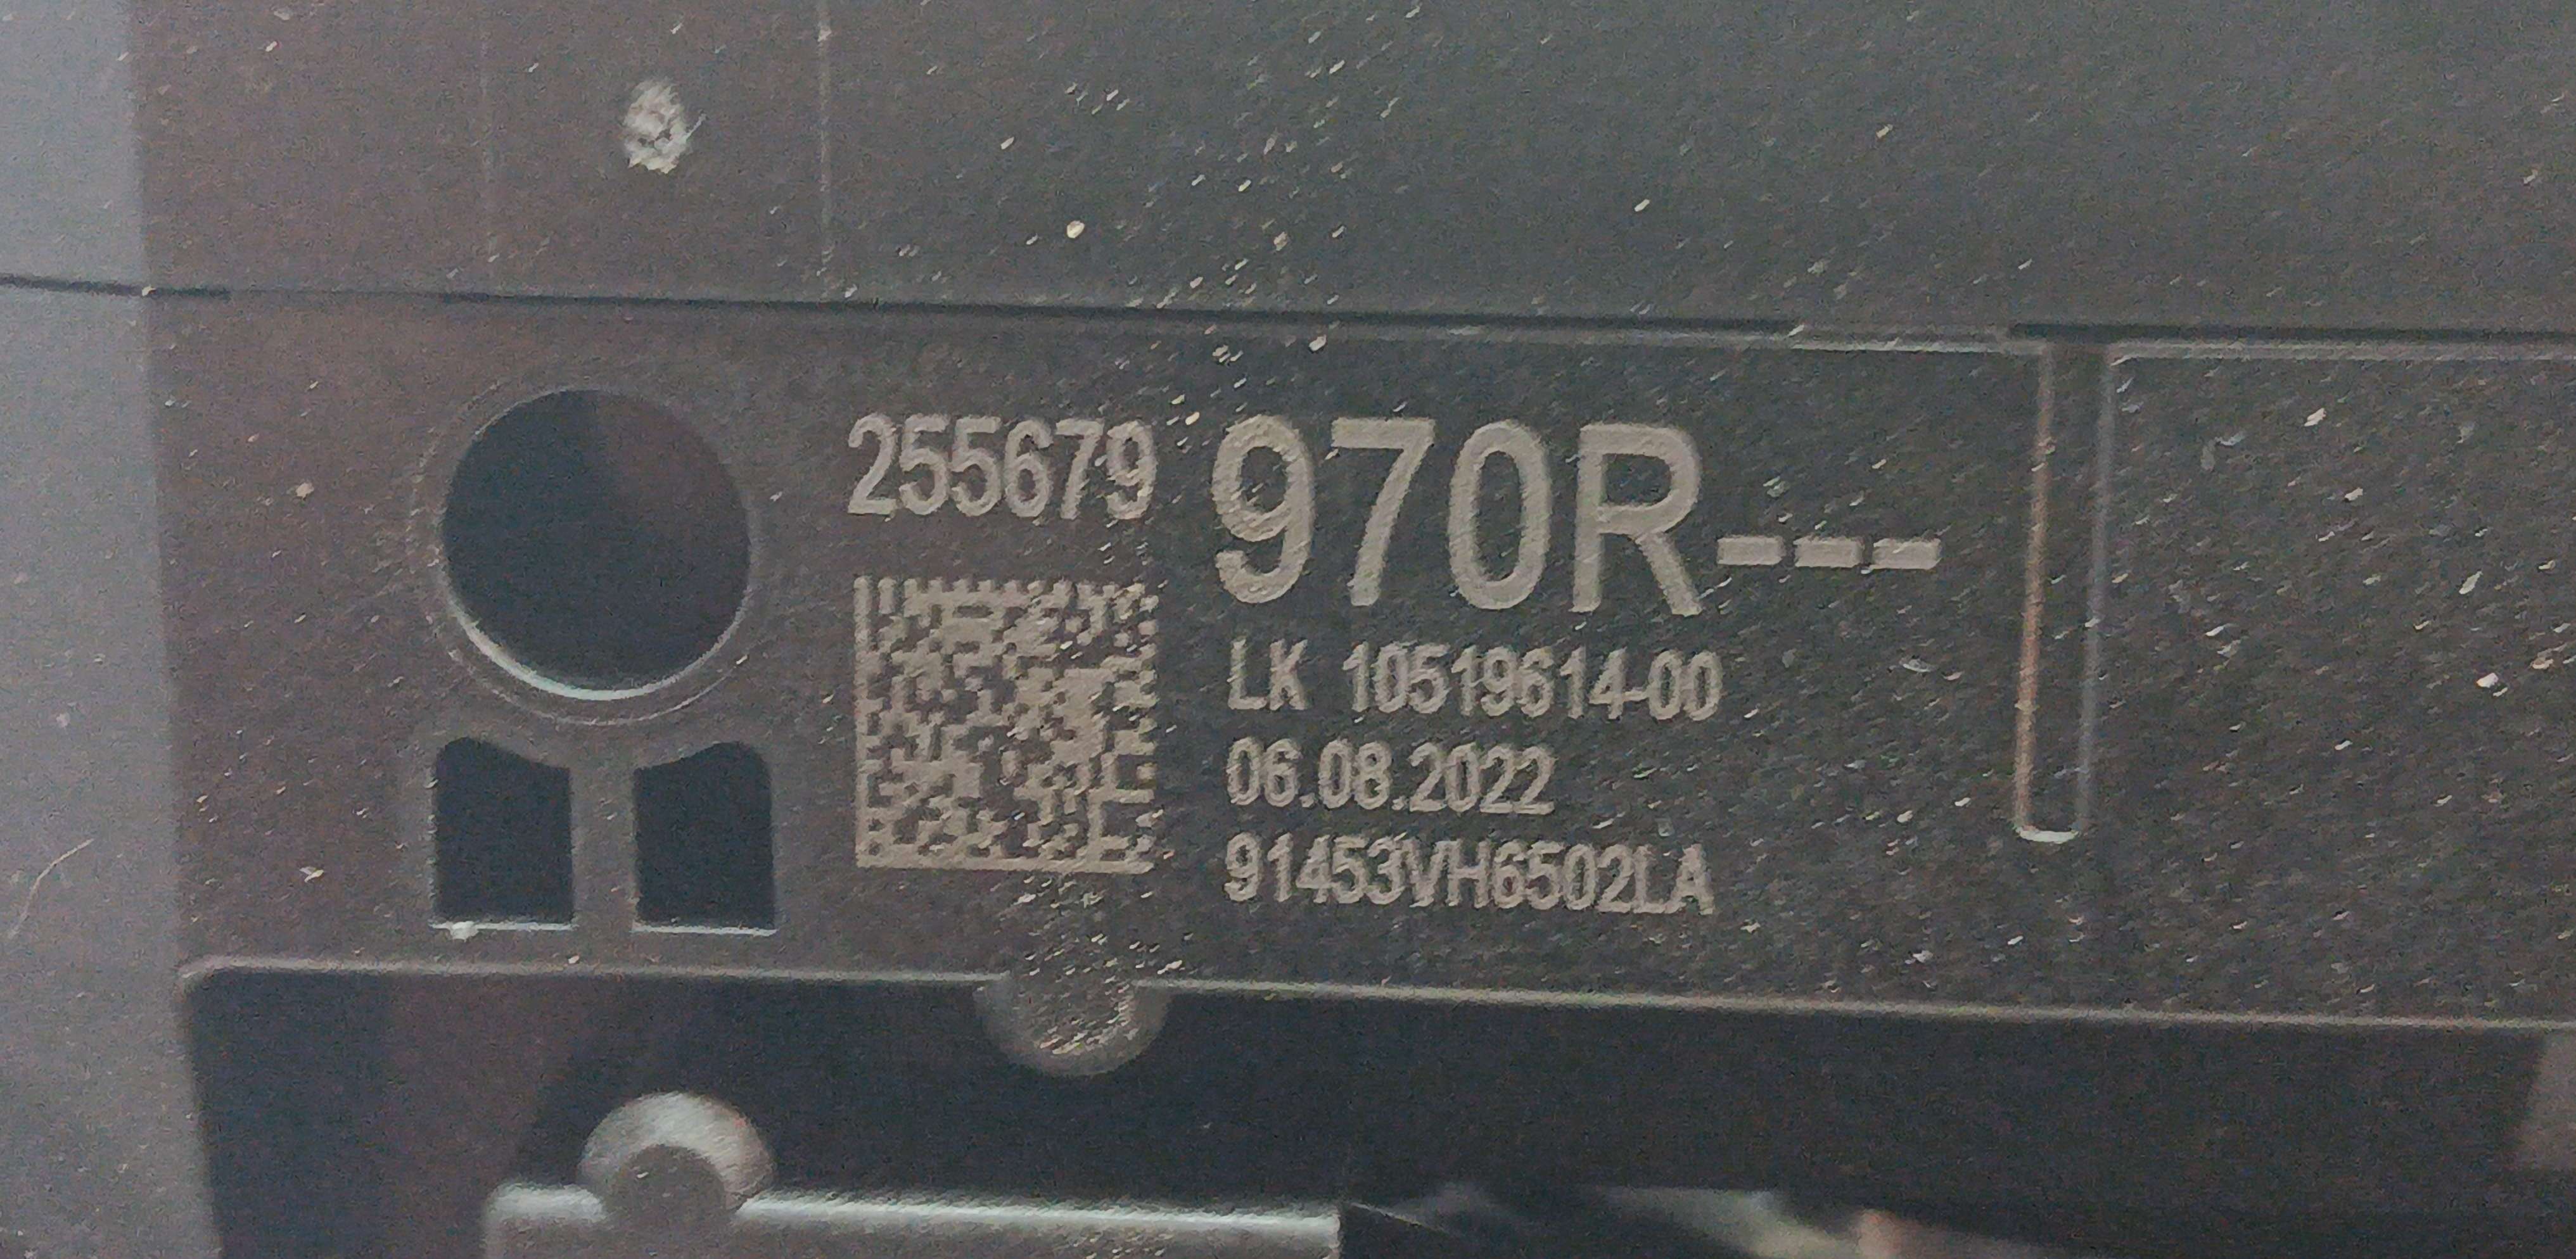 255679
970R---
LK 10519614-00
06.08.2022
91453VH6502LA